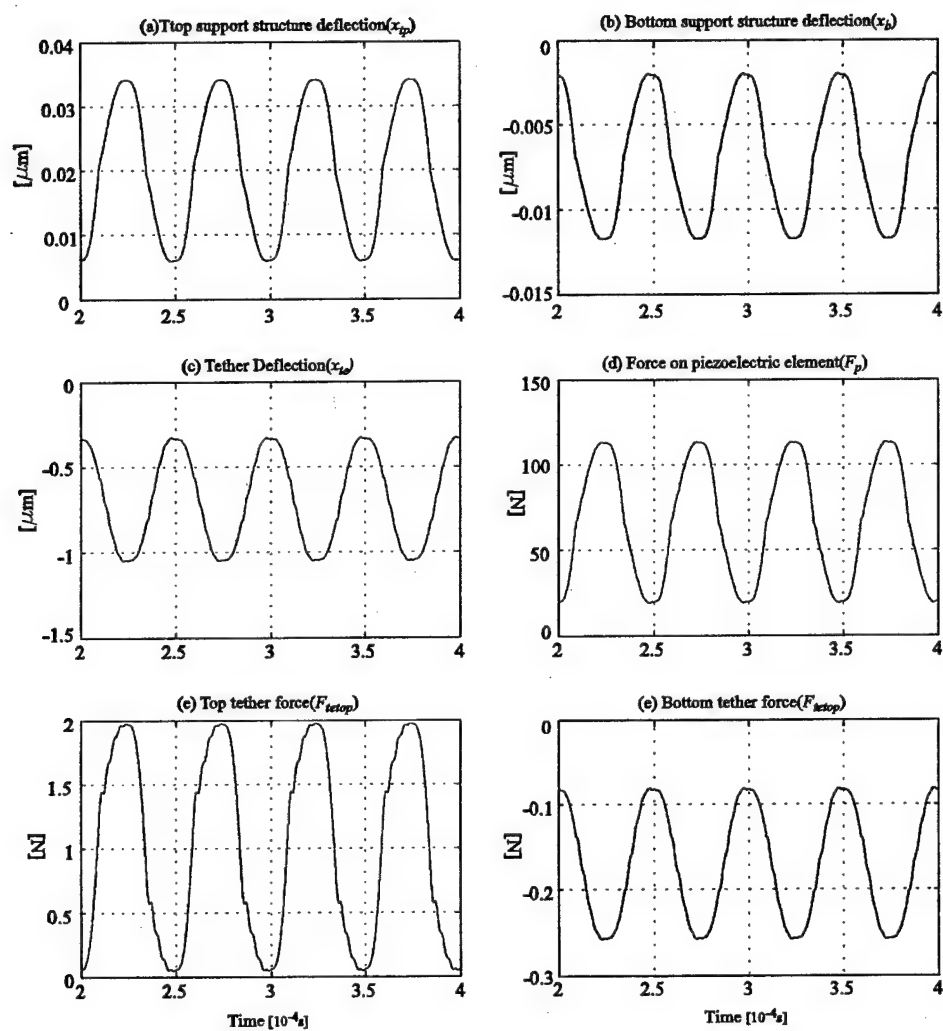 (a)Ttop support structure deflection(x_tp)
0.04
0.03
0.02
0.01
0
[μm]
2 2.5 3 3.5 4
(b) Bottom support structure deflection(x_b)
0
-0.005
-0.01
-0.015
[μm]
2 2.5 3 3.5 4
(c) Tether Deflection(x_te)
0
-0.5
-1
-1.5
[μm]
2 2.5 3 3.5 4
(d) Force on piezoelectric element(F_p)
150
100
50
0
[N]
2 2.5 3 3.5 4
(e) Top tether force(F_tetop)
2
1.5
1
0.5
0
[N]
2 2.5 3 3.5 4
Time [10⁻⁴s]
(e) Bottom tether force(F_tetop)
0
-0.1
-0.2
-0.3
[N]
2 2.5 3 3.5 4
Time [10⁻⁴s]